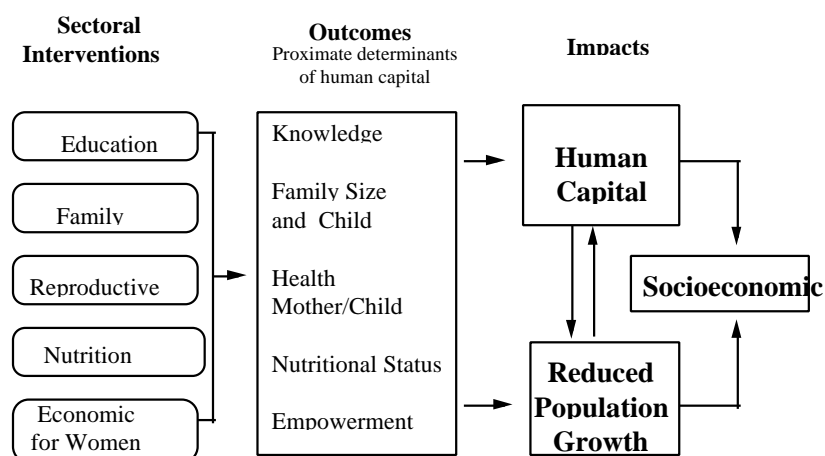 Sectoral
Interventions
Outcomes
Proximate determinants
of human capital
Impacts
Education
Family
Reproductive
Nutrition
Economic
for Women
Knowledge
Family Size
and Child
Health
Mother/Child
Nutritional Status
Empowerment
Human
Capital
Reduced
Population
Growth
Socioeconomic